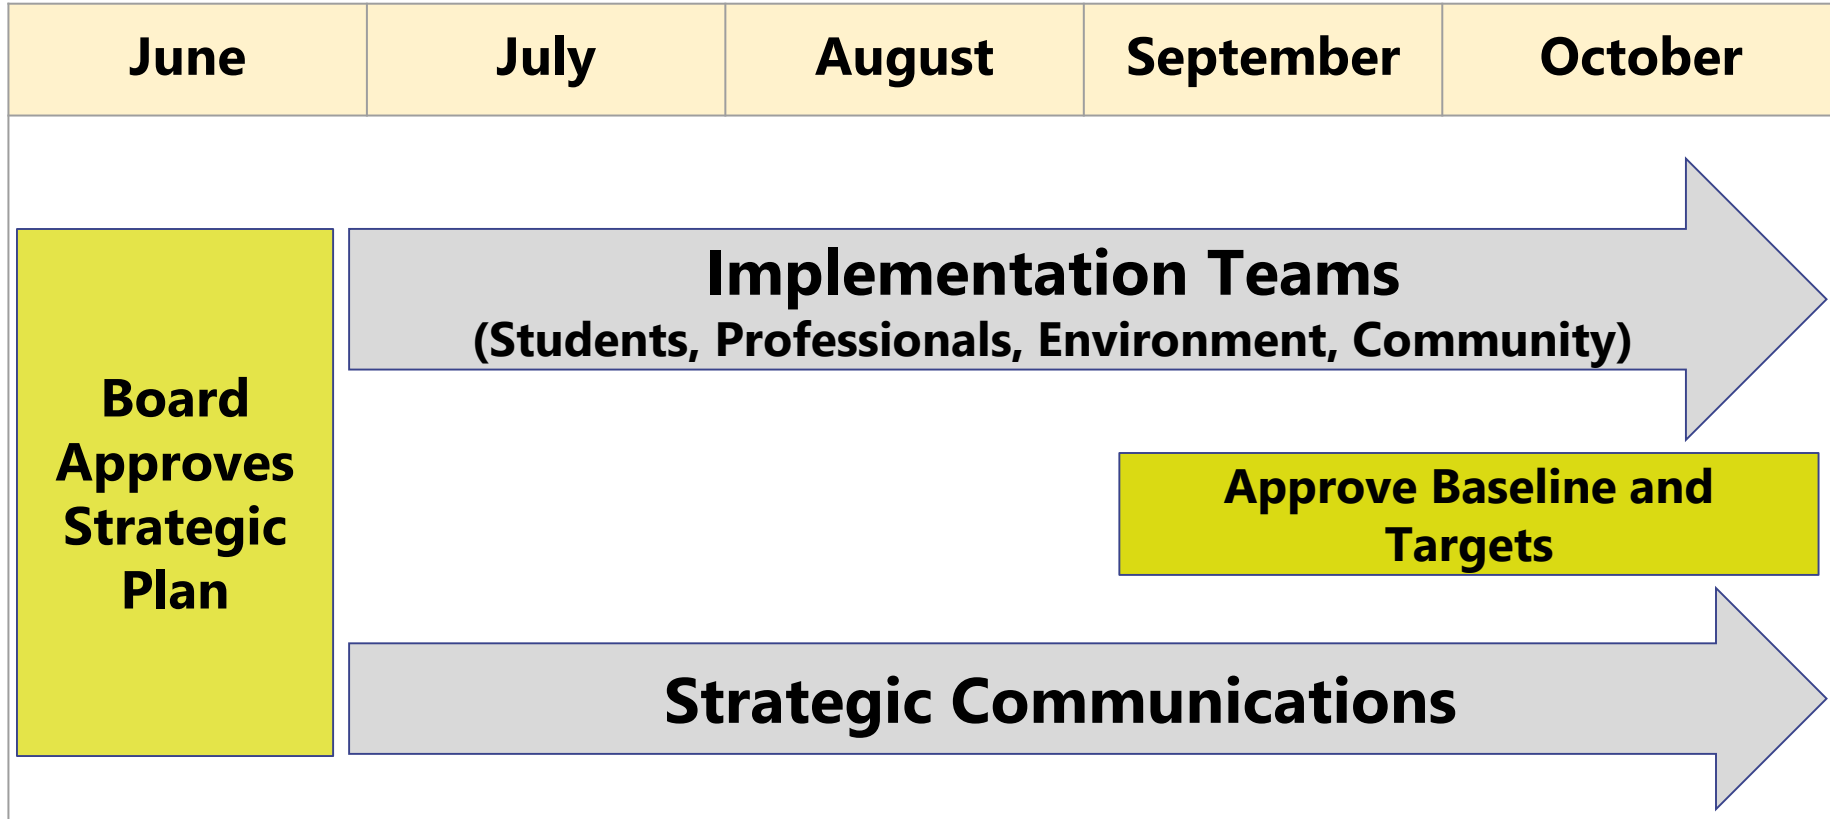 June July August September October
Implementation Teams
(Students, Professionals, Environment, Community)
Board
Approves
Strategic
Plan
Approve Baseline and
Targets
Strategic Communications